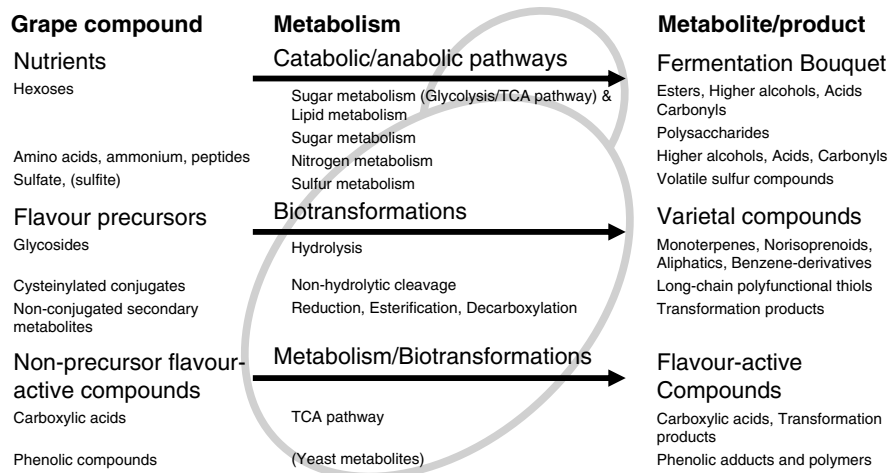 Grape compound Metabolism Metabolite/product
Nutrients Catabolic/anabolic pathways Fermentation Bouquet
Hexoses Sugar metabolism (Glycolysis/TCA pathway) & Esters, Higher alcohols, Acids
Lipid metabolism Carbonyls
Sugar metabolism Polysaccharides
Amino acids, ammonium, peptides Nitrogen metabolism Higher alcohols, Acids, Carbonyls
Sulfate, (sulfite) Sulfur metabolism Volatile sulfur compounds
Flavour precursors Biotransformations Varietal compounds
Glycosides Hydrolysis Monoterpenes, Norisoprenoids,
Aliphatics, Benzene-derivatives
Cysteinylated conjugates Non-hydrolytic cleavage Long-chain polyfunctional thiols
Non-conjugated secondary Reduction, Esterification, Decarboxylation Transformation products
metabolites
Non-precursor flavour- Metabolism/Biotransformations Flavour-active
active compounds Compounds
Carboxylic acids TCA pathway Carboxylic acids, Transformation
products
Phenolic compounds (Yeast metabolites) Phenolic adducts and polymers